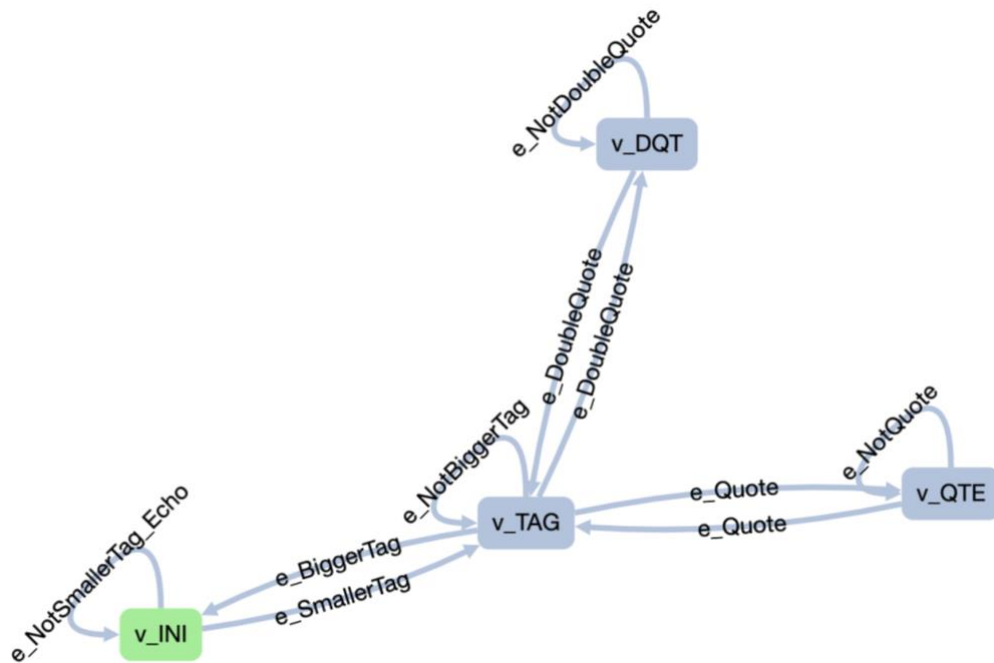 e_NotDoubleQuote
v_DQT
e_DoubleQuote
e_DoubleQuote
e_NotBiggerTag
e_NotQuote
v_TAG
e_Quote
v_QTE
e_Quote
e_NotSmallerTag_Echo
e_BiggerTag
e_SmallerTag
v_INI